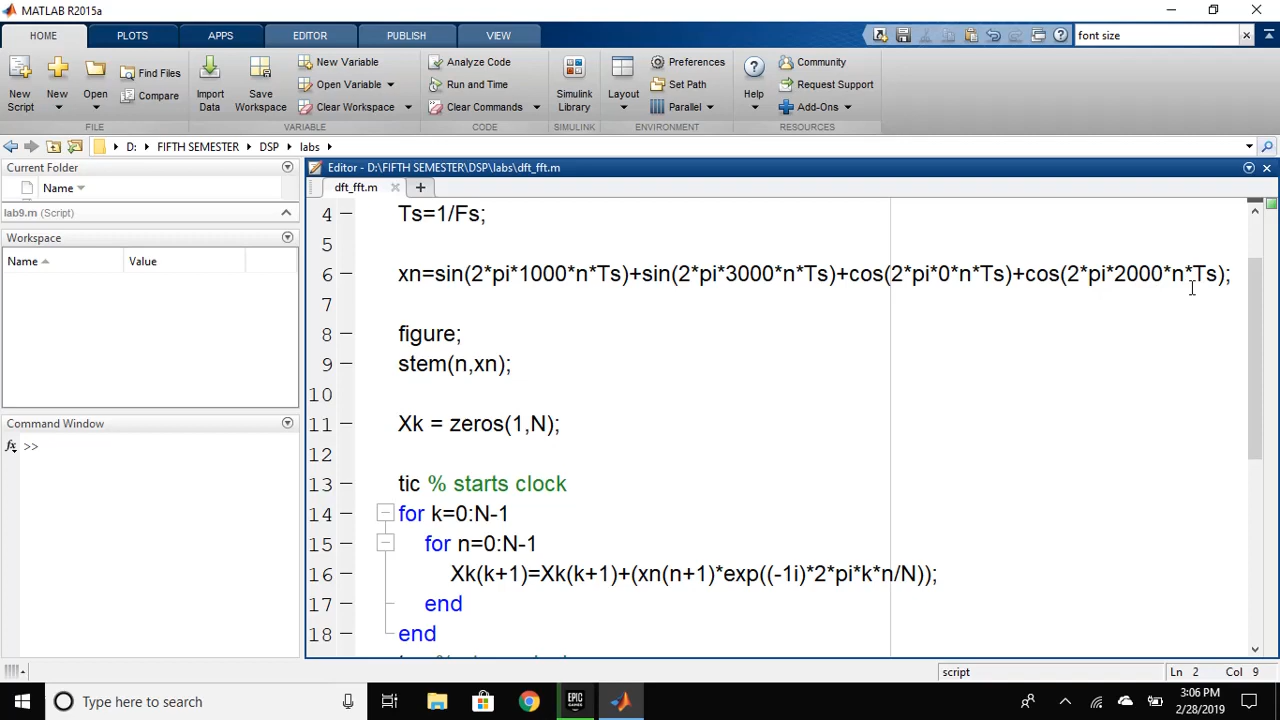 MATLAB R2015a
HOME PLOTS APPS EDITOR PUBLISH VIEW font size
New Script New Open Find Files Compare
Import Data Save Workspace New Variable Open Variable Clear Workspace
Analyze Code Run and Time Clear Commands
Simulink Library Layout Preferences Set Path Parallel
Help Community Request Support Add-Ons
FILE VARIABLE CODE SIMULINK ENVIRONMENT RESOURCES
D: FIFTH SEMESTER DSP labs
Current Folder
Name
lab9.m (Script)
Workspace
Name Value
Command Window
fx >>
Editor - D:\FIFTH SEMESTER\DSP\labs\dft_fft.m
dft_fft.m
4 Ts=1/Fs;
5
6 xn=sin(2*pi*1000*n*Ts)+sin(2*pi*3000*n*Ts)+cos(2*pi*0*n*Ts)+cos(2*pi*2000*n*Ts);
7
8 figure;
9 stem(n,xn);
10
11 Xk = zeros(1,N);
12
13 tic % starts clock
14 for k=0:N-1
15 for n=0:N-1
16 Xk(k+1)=Xk(k+1)+(xn(n+1)*exp((-1i)*2*pi*k*n/N));
17 end
18 end
script Ln 2 Col 9
Type here to search
EPIC GAMES
3:06 PM
2/28/2019